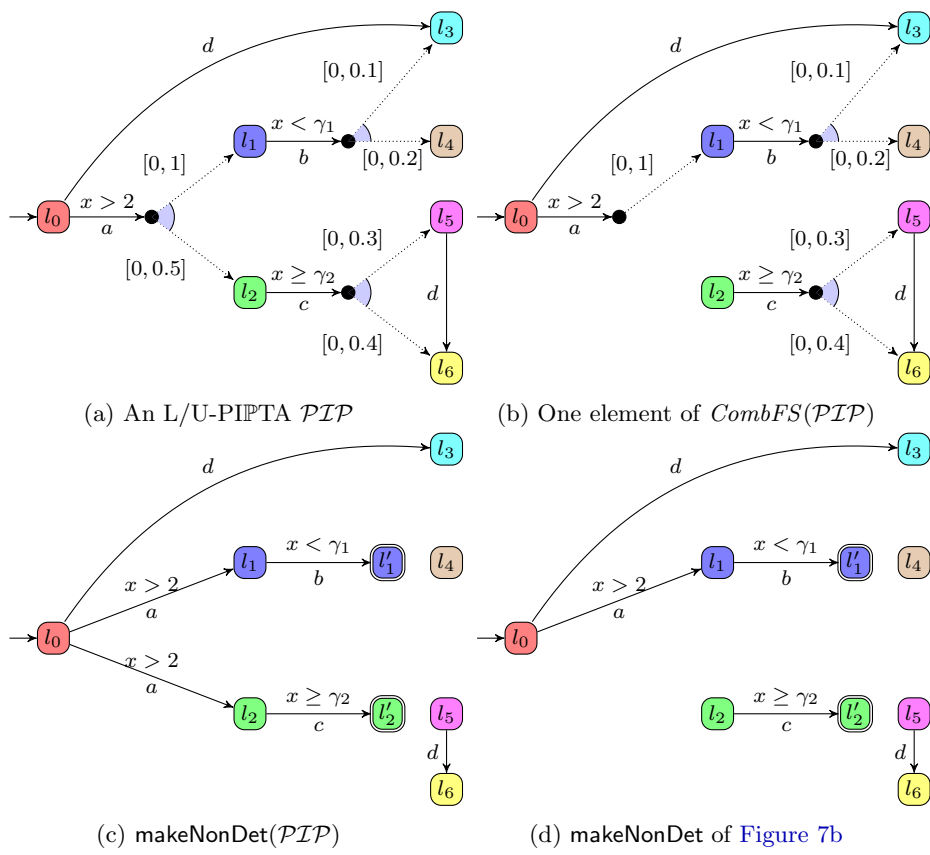 l₃
d
[0, 0.1]
l₁
x < γ₁
b
l₄
[0, 0.2]
[0, 1]
l₀
x > 2
a
l₅
[0, 0.3]
[0, 0.5]
l₂
x ≥ γ₂
c
d
[0, 0.4]
l₆
(a) An L/U-PIℙTA 𝒫ℐ𝒫
l₃
d
[0, 0.1]
l₁
x < γ₁
b
l₄
[0, 0.2]
[0, 1]
l₀
x > 2
a
l₅
[0, 0.3]
l₂
x ≥ γ₂
c
d
[0, 0.4]
l₆
(b) One element of CombFS(𝒫ℐ𝒫)
l₃
d
l₁
x < γ₁
b
l′₁
l₄
x > 2
a
l₀
x > 2
a
l₂
x ≥ γ₂
c
l′₂
l₅
d
l₆
(c) makeNonDet(𝒫ℐ𝒫)
l₃
d
l₁
x < γ₁
b
l′₁
l₄
x > 2
a
l₀
l₂
x ≥ γ₂
c
l′₂
l₅
d
l₆
(d) makeNonDet of Figure 7b